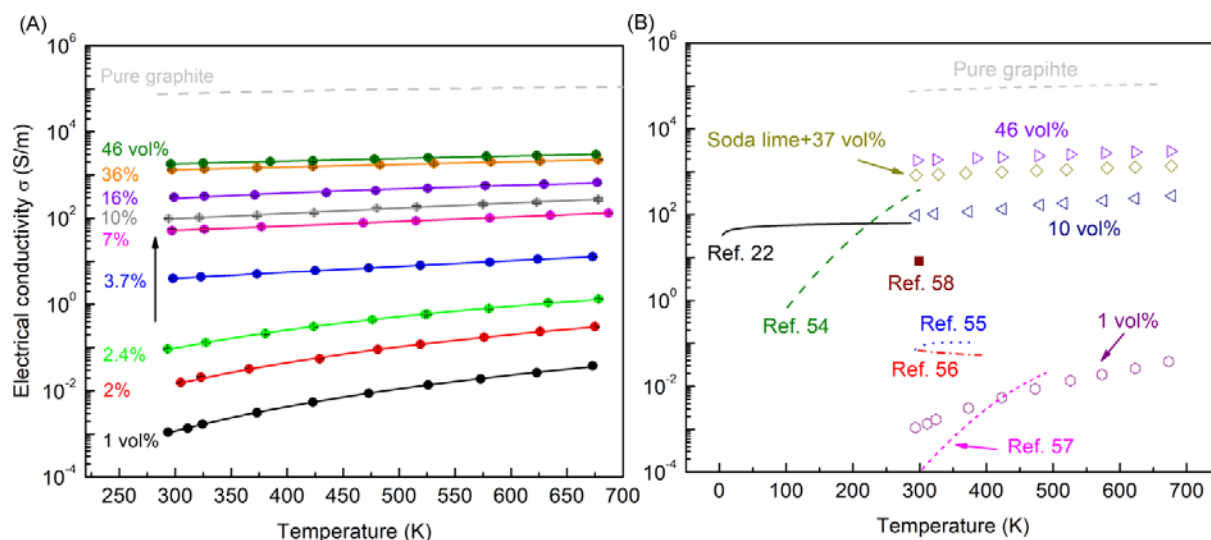 (A)
Electrical conductivity σ (S/m)
10^6
10^4
10^2
10^0
10^-2
10^-4
Pure graphite
46 vol%
36%
16%
10%
7%
3.7%
2.4%
2%
1 vol%
250 300 350 400 450 500 550 600 650 700
Temperature (K)
(B)
10^6
10^4
10^2
10^0
10^-2
10^-4
Pure grapihte
Soda lime+37 vol%
46 vol%
10 vol%
Ref. 22
Ref. 58
Ref. 54
Ref. 55
Ref. 56
1 vol%
Ref. 57
0 100 200 300 400 500 600 700
Temperature (K)